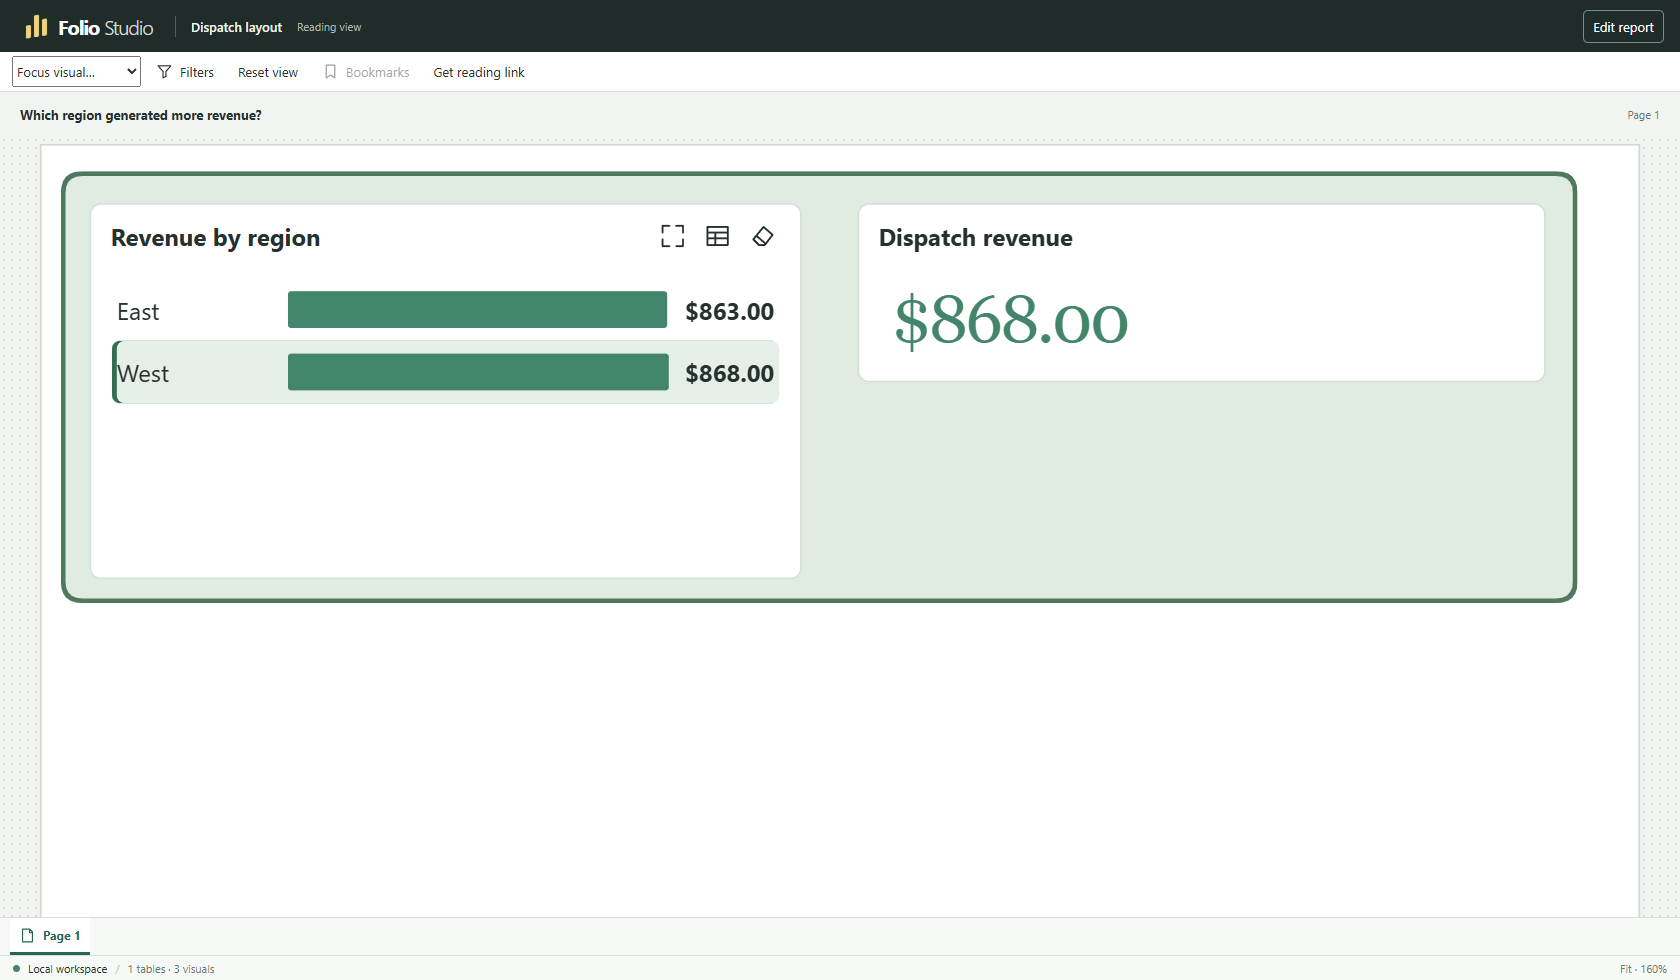 Folio Studio
Dispatch layout
Reading view
Edit report
Focus visual...
Filters
Reset view
Bookmarks
Get reading link
Which region generated more revenue?
Page 1
Revenue by region
East
$863.00
West
$868.00
Dispatch revenue
$868.00
Page 1
Local workspace / 1 tables · 3 visuals
Fit · 160%